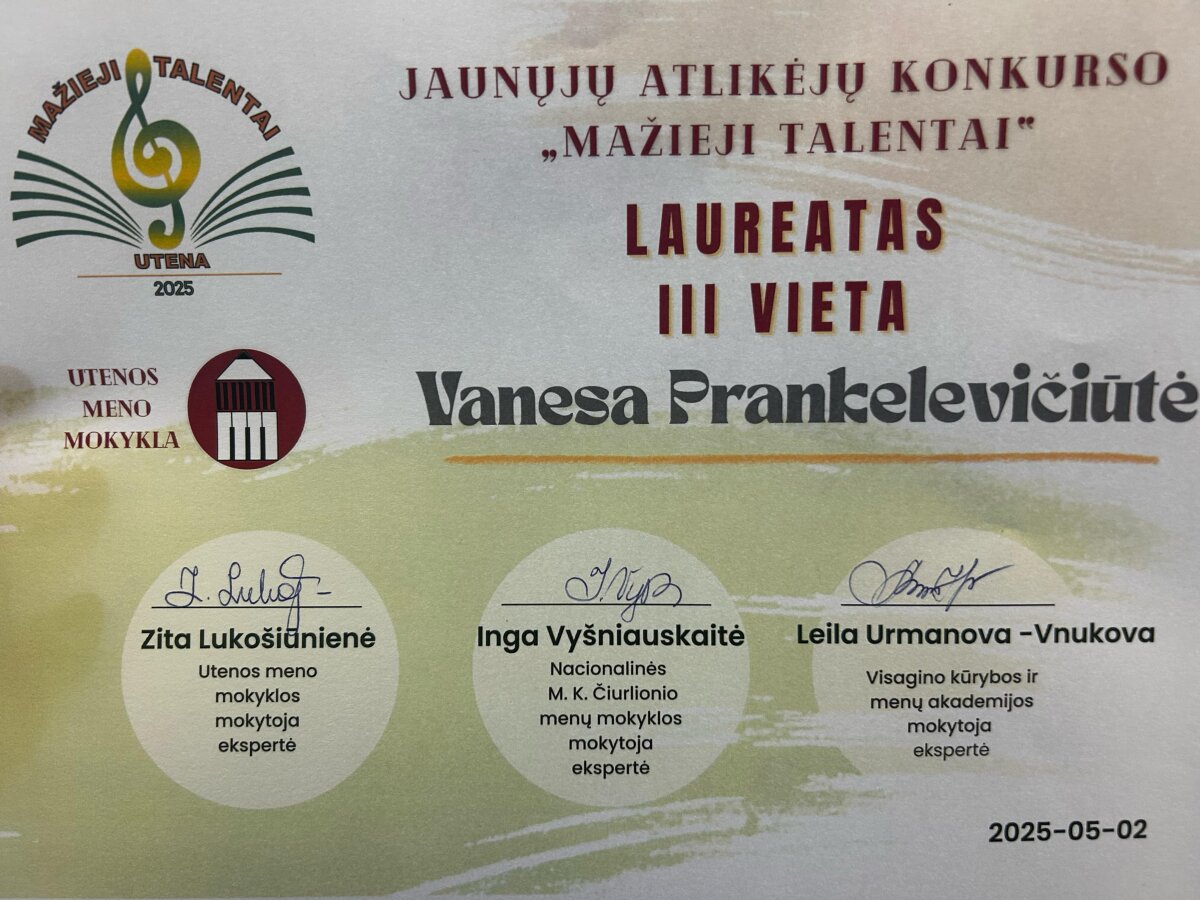 MAŽIEJI TALENTAI
UTENA
2025
JAUNŲJŲ ATLIKĖJŲ KONKURSO
„MAŽIEJI TALENTAI“
LAUREATAS
III VIETA
UTENOS
MENO
MOKYKLA
Vanesa Prankelevičiūtė
Zita Lukošiūnienė
Utenos meno
mokyklos
mokytoja
ekspertė
Inga Vyšniauskaitė
Nacionalinės
M. K. Čiurlionio
menų mokyklos
mokytoja
ekspertė
Leila Urmanova -Vnukova
Visagino kūrybos ir
menų akademijos
mokytoja
ekspertė
2025-05-02